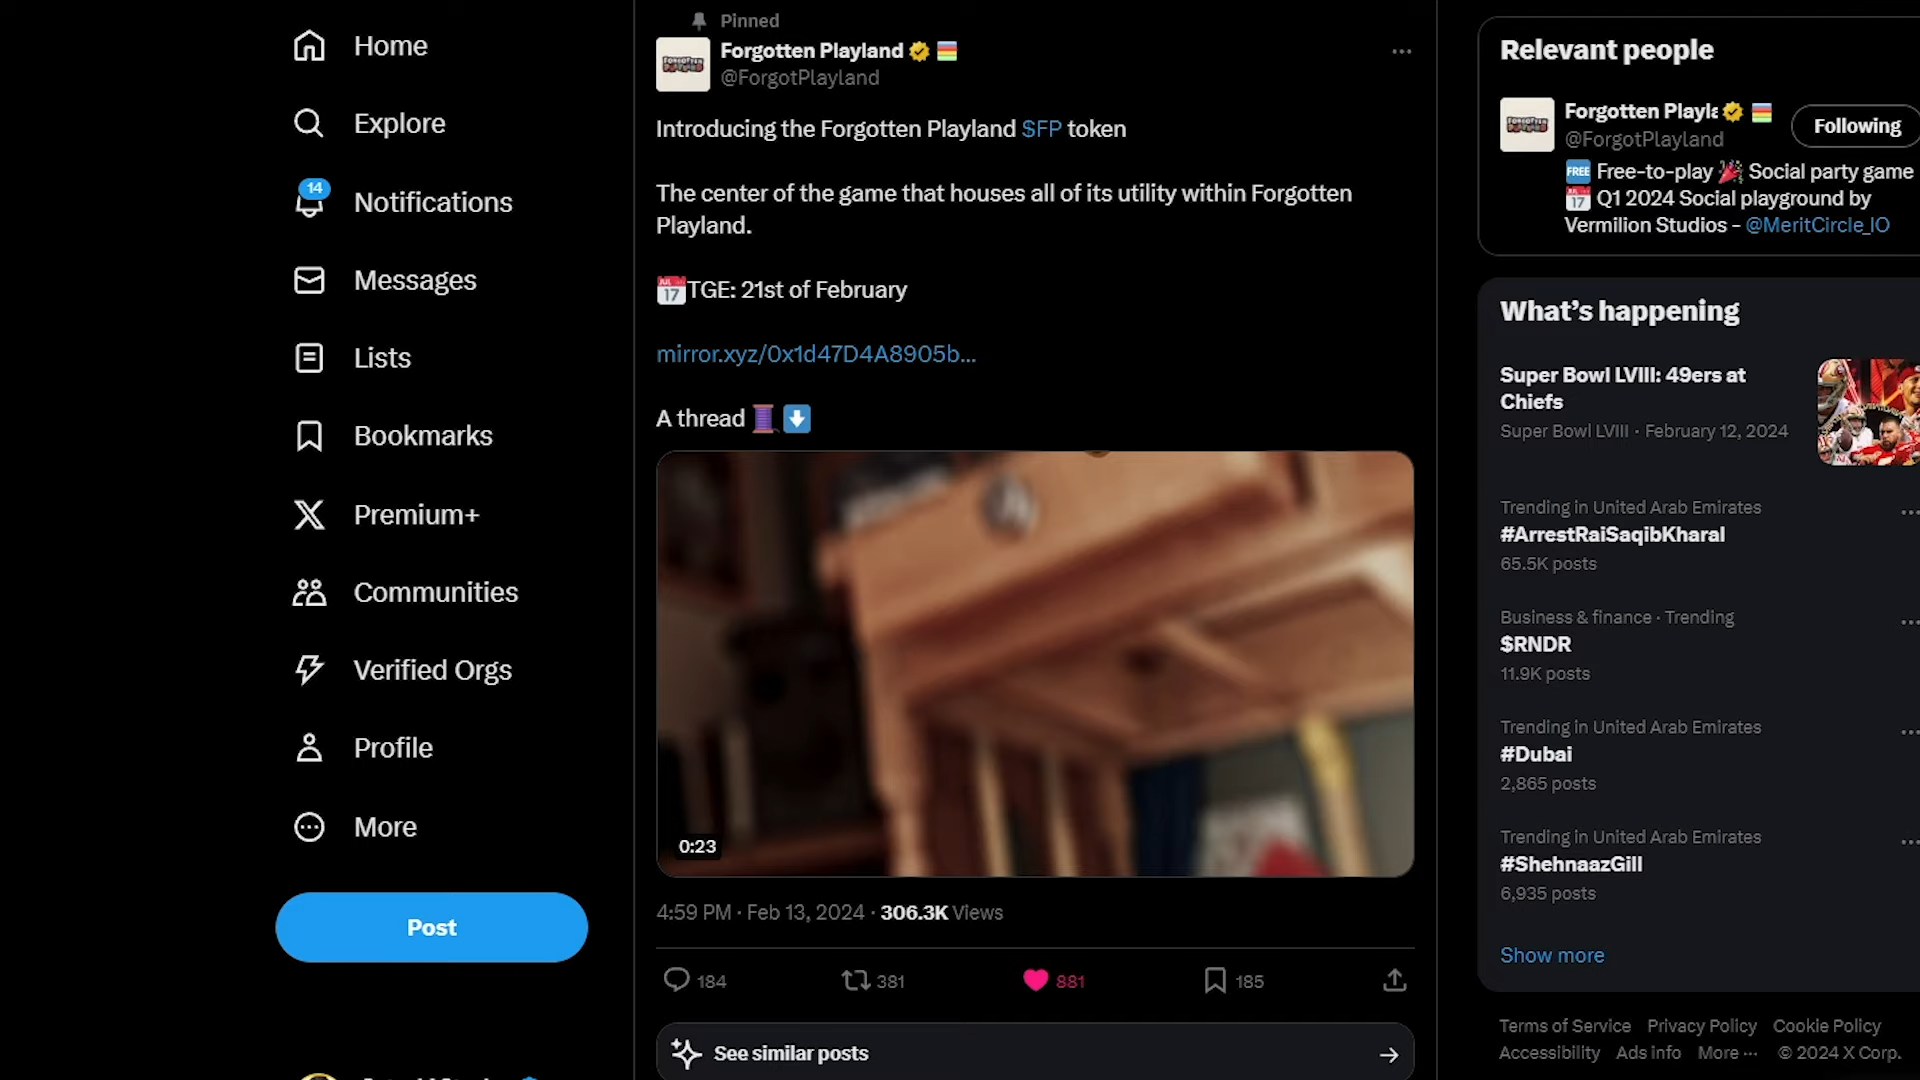 Home
Explore
14
Notifications
Messages
Lists
Bookmarks
Premium+
Communities
Verified Orgs
Profile
More
Post
Pinned
Forgotten Playland
@ForgotPlayland
Introducing the Forgotten Playland $FP token
The center of the game that houses all of its utility within Forgotten
Playland.
JUL 17 TGE: 21st of February
mirror.xyz/0x1d47D4A8905b...
A thread
0:23
4:59 PM · Feb 13, 2024 · 306.3K Views
184 381 881 185
See similar posts
Relevant people
Forgotten Playla
@ForgotPlayland
Following
FREE Free-to-play Social party game
JUL 17 Q1 2024 Social playground by
Vermilion Studios - @MeritCircle_IO
What's happening
Super Bowl LVIII: 49ers at
Chiefs
Super Bowl LVIII · February 12, 2024
Trending in United Arab Emirates
#ArrestRaiSaqibKharal
65.5K posts
Business & finance · Trending
$RNDR
11.9K posts
Trending in United Arab Emirates
#Dubai
2,865 posts
Trending in United Arab Emirates
#ShehnaazGill
6,935 posts
Show more
Terms of Service Privacy Policy Cookie Policy
Accessibility Ads info More ··· © 2024 X Corp.